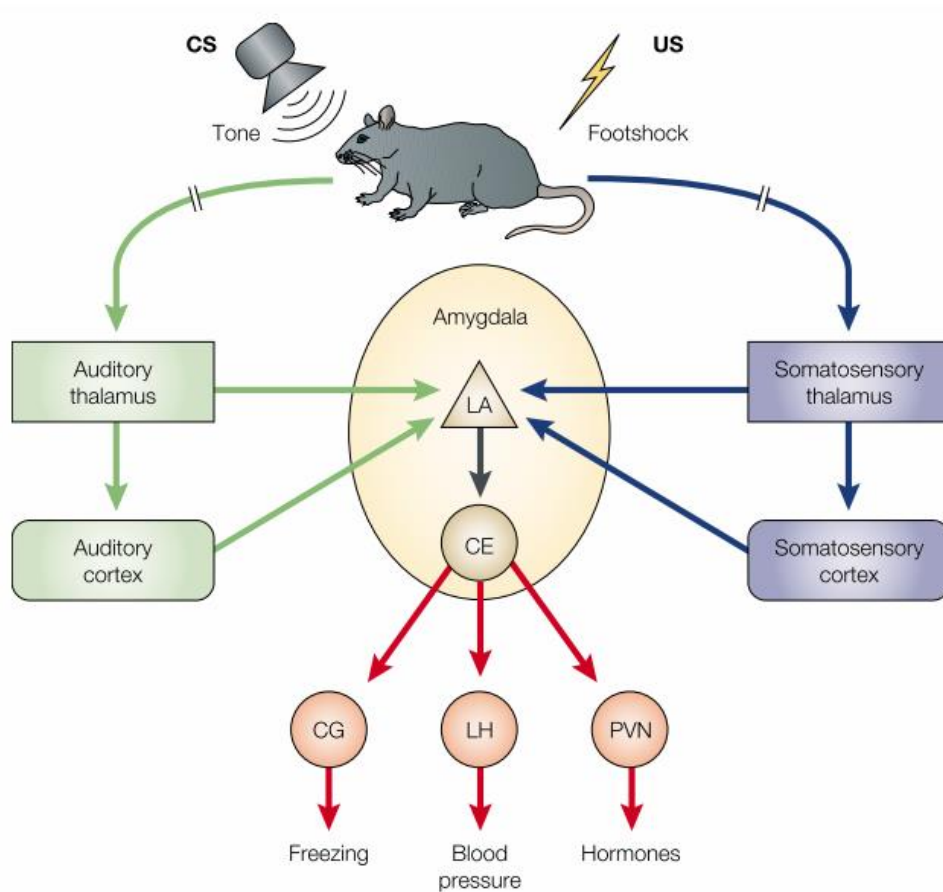 CS
US
Tone
Footshock
Amygdala
Auditory
thalamus
LA
Somatosensory
thalamus
Auditory
cortex
CE
Somatosensory
cortex
CG
LH
PVN
Freezing
Blood
pressure
Hormones